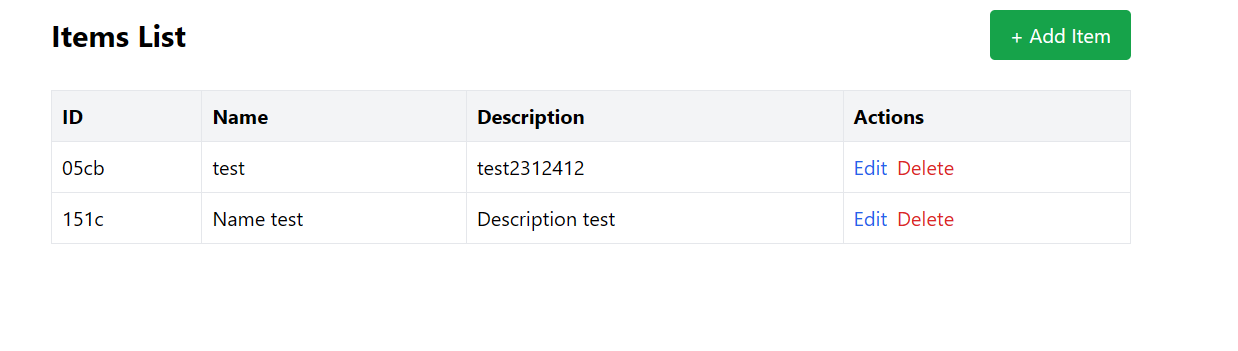 Items List
+ Add Item
ID Name Description Actions
05cb test test2312412 Edit Delete
151c Name test Description test Edit Delete